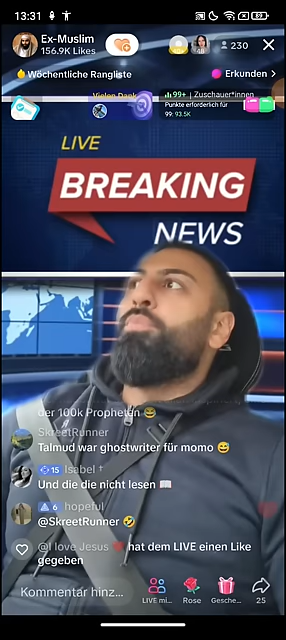 13:31
89
Ex-Muslim
156.9K Likes
230
Wöchentliche Rangliste
Erkunden >
Vielen Dank
99+ | Zuschauer*innen
Punkte erforderlich für
99: 93.5K
LIVE
BREAKING
NEWS
der 100k Propheten 😂
SkreetRunner
Talmud war ghostwriter für momo 😅
15 Isabel †
Und die die nicht lesen 📖
6 hopeful
@SkreetRunner 🤣
@I love Jesus hat dem LIVE einen Like
gegeben
Kommentar hinz...
LIVE mi...
Rose
Gesche...
25